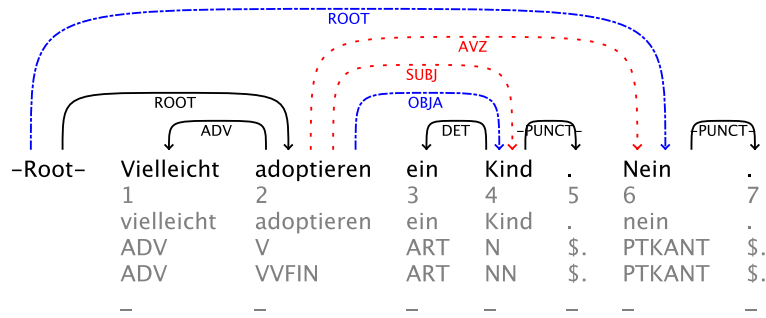 ROOT
AVZ
SUBJ
ROOT OBJA
ADV DET -PUNCT- -PUNCT-
-Root- Vielleicht adoptieren ein Kind . Nein .
1 2 3 4 5 6 7
vielleicht adoptieren ein Kind . nein .
ADV V ART N $. PTKANT $.
ADV VVFIN ART NN $. PTKANT $.
_ _ _ _ _ _ _